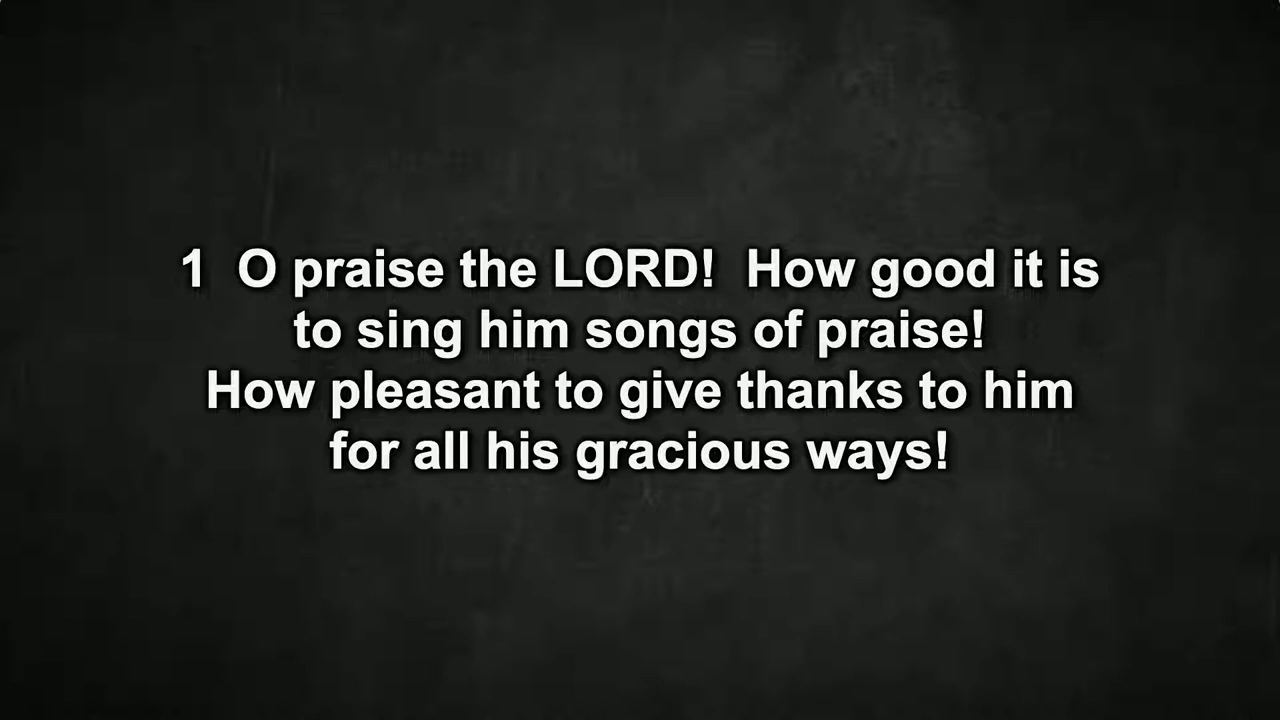 1  O praise the LORD!  How good it is
to sing him songs of praise!
How pleasant to give thanks to him
for all his gracious ways!